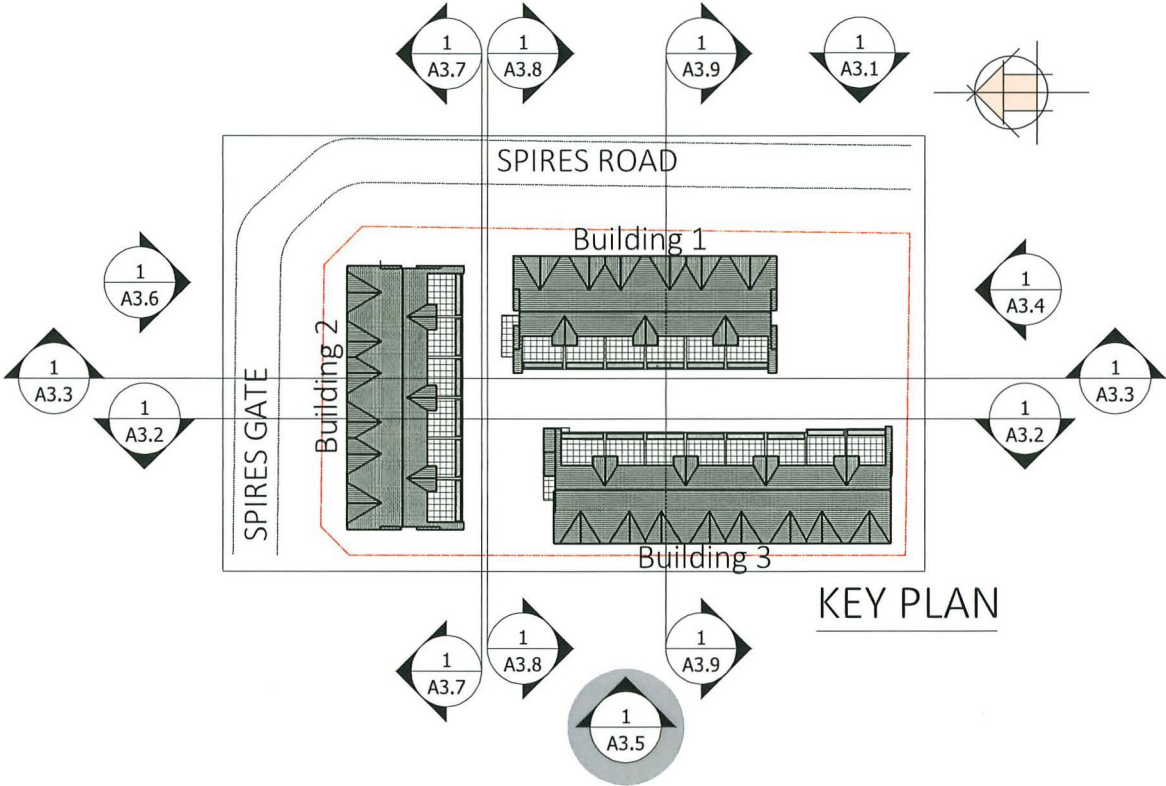 1
A3.7
1
A3.8
1
A3.9
1
A3.1
SPIRES ROAD
Building 1
1
A3.6
1
A3.4
Building 2
SPIRES GATE
1
A3.3
1
A3.3
1
A3.2
1
A3.2
Building 3
KEY PLAN
1
A3.7
1
A3.8
1
A3.9
1
A3.5